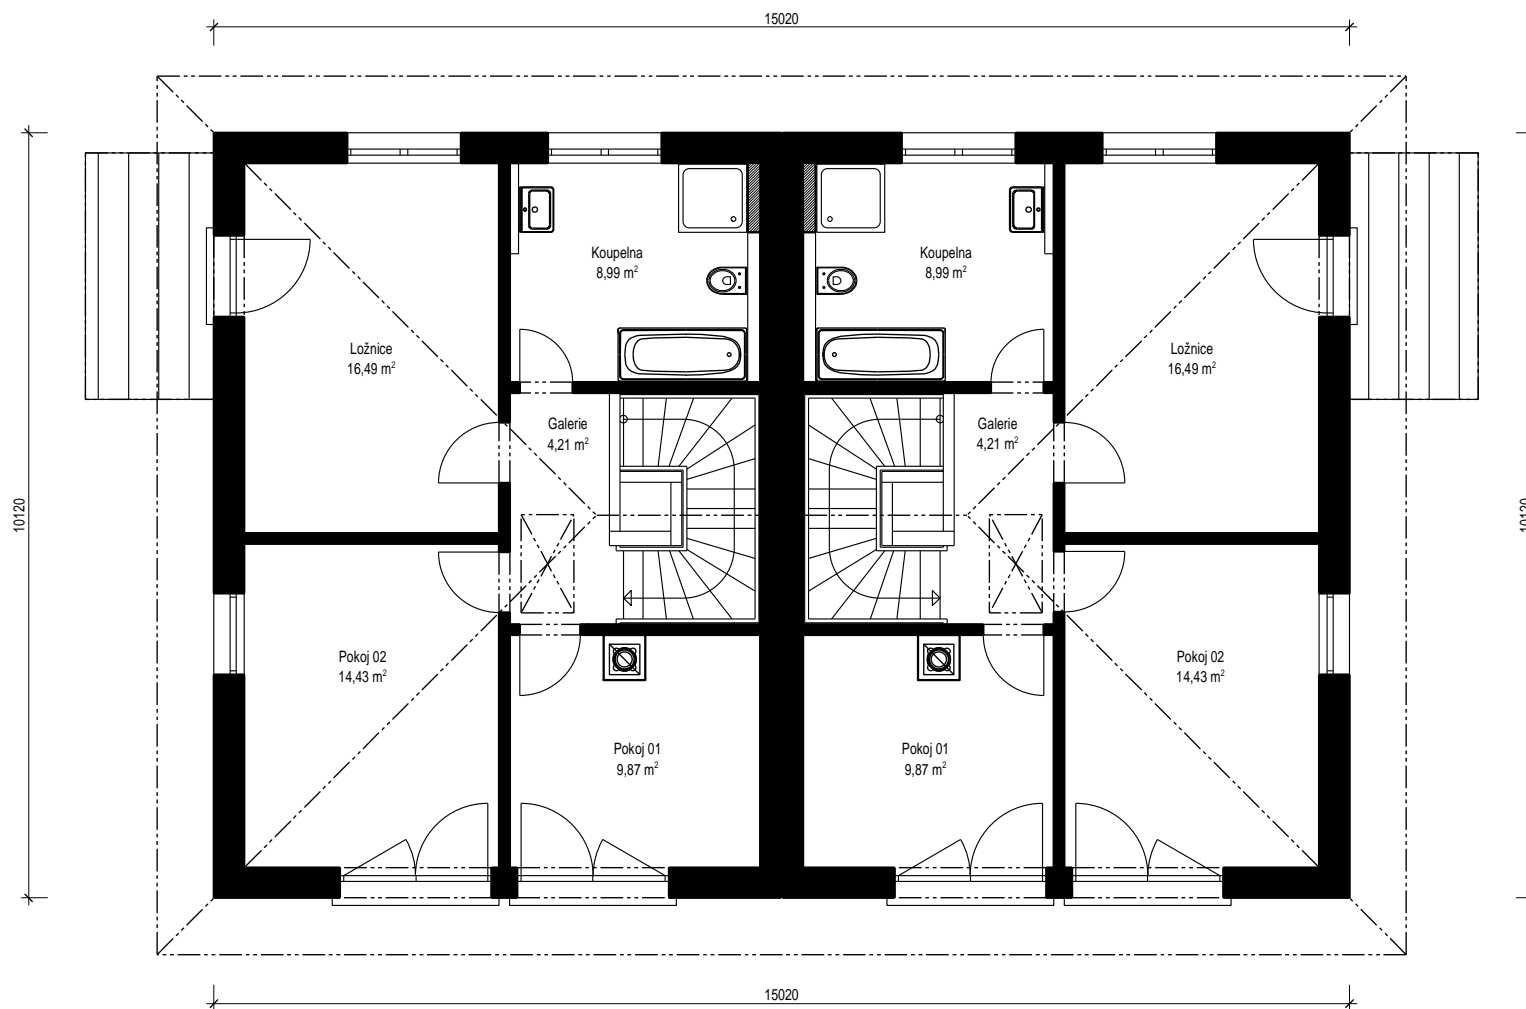 15020
Koupelna
8,99 m²
Koupelna
8,99 m²
Ložnice
16,49 m²
Ložnice
16,49 m²
Galerie
4,21 m²
Galerie
4,21 m²
10120
10120
Pokoj 02
14,43 m²
Pokoj 02
14,43 m²
Pokoj 01
9,87 m²
Pokoj 01
9,87 m²
15020